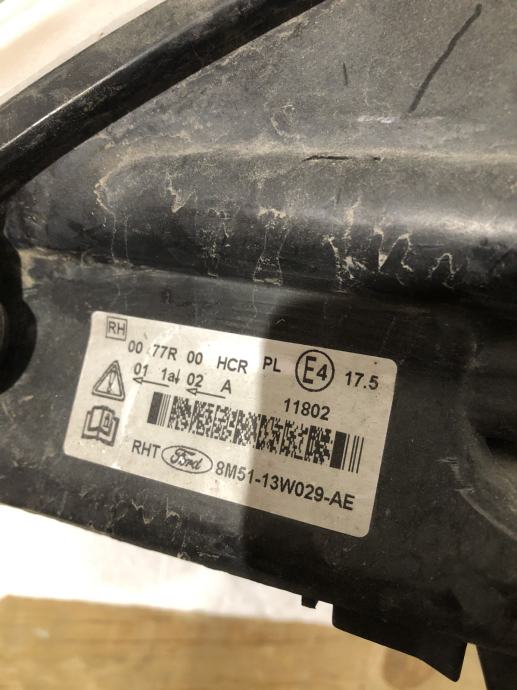 RH
00 77R 00 HCR PL E4 17.5
01 1a 02 A 11802
RHT Ford 8M51-13W029-AE